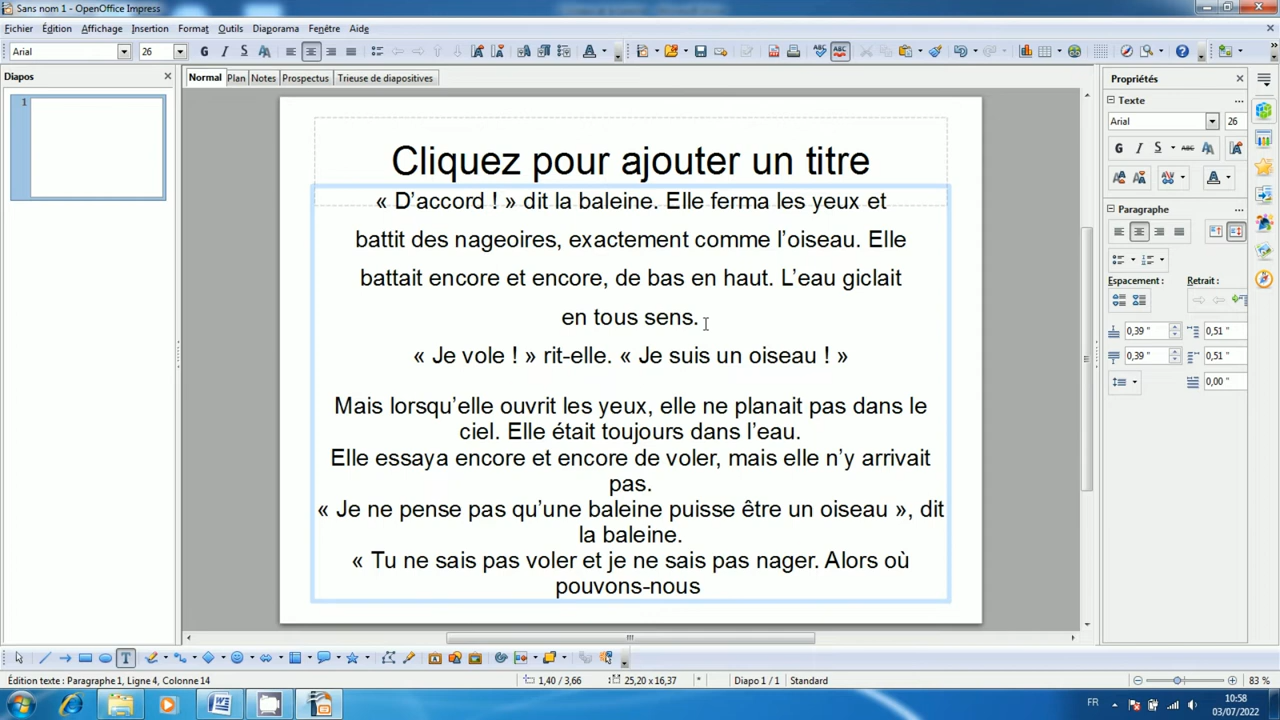 Sans nom 1 - OpenOffice Impress
Fichier Édition Affichage Insertion Format Outils Diaporama Fenêtre Aide
Arial 26
Diapos
Normal Plan Notes Prospectus Trieuse de diapositives
Propriétés
1
Texte
Arial 26
Cliquez pour ajouter un titre
« D’accord ! » dit la baleine. Elle ferma les yeux et
battit des nageoires, exactement comme l’oiseau. Elle
battait encore et encore, de bas en haut. L’eau giclait
en tous sens.
« Je vole ! » rit-elle. « Je suis un oiseau ! »
Mais lorsqu’elle ouvrit les yeux, elle ne planait pas dans le
ciel. Elle était toujours dans l’eau.
Elle essaya encore et encore de voler, mais elle n’y arrivait
pas.
« Je ne pense pas qu’une baleine puisse être un oiseau », dit
la baleine.
« Tu ne sais pas voler et je ne sais pas nager. Alors où
pouvons-nous
Paragraphe
Espacement : Retrait :
0,39 " 0,51 "
0,39 " 0,51 "
0,00 "
Édition texte : Paragraphe 1, Ligne 4, Colonne 14 1,40 / 3,66 25,20 x 16,37 * Diapo 1 / 1 Standard 83 %
FR 10:58
03/07/2022